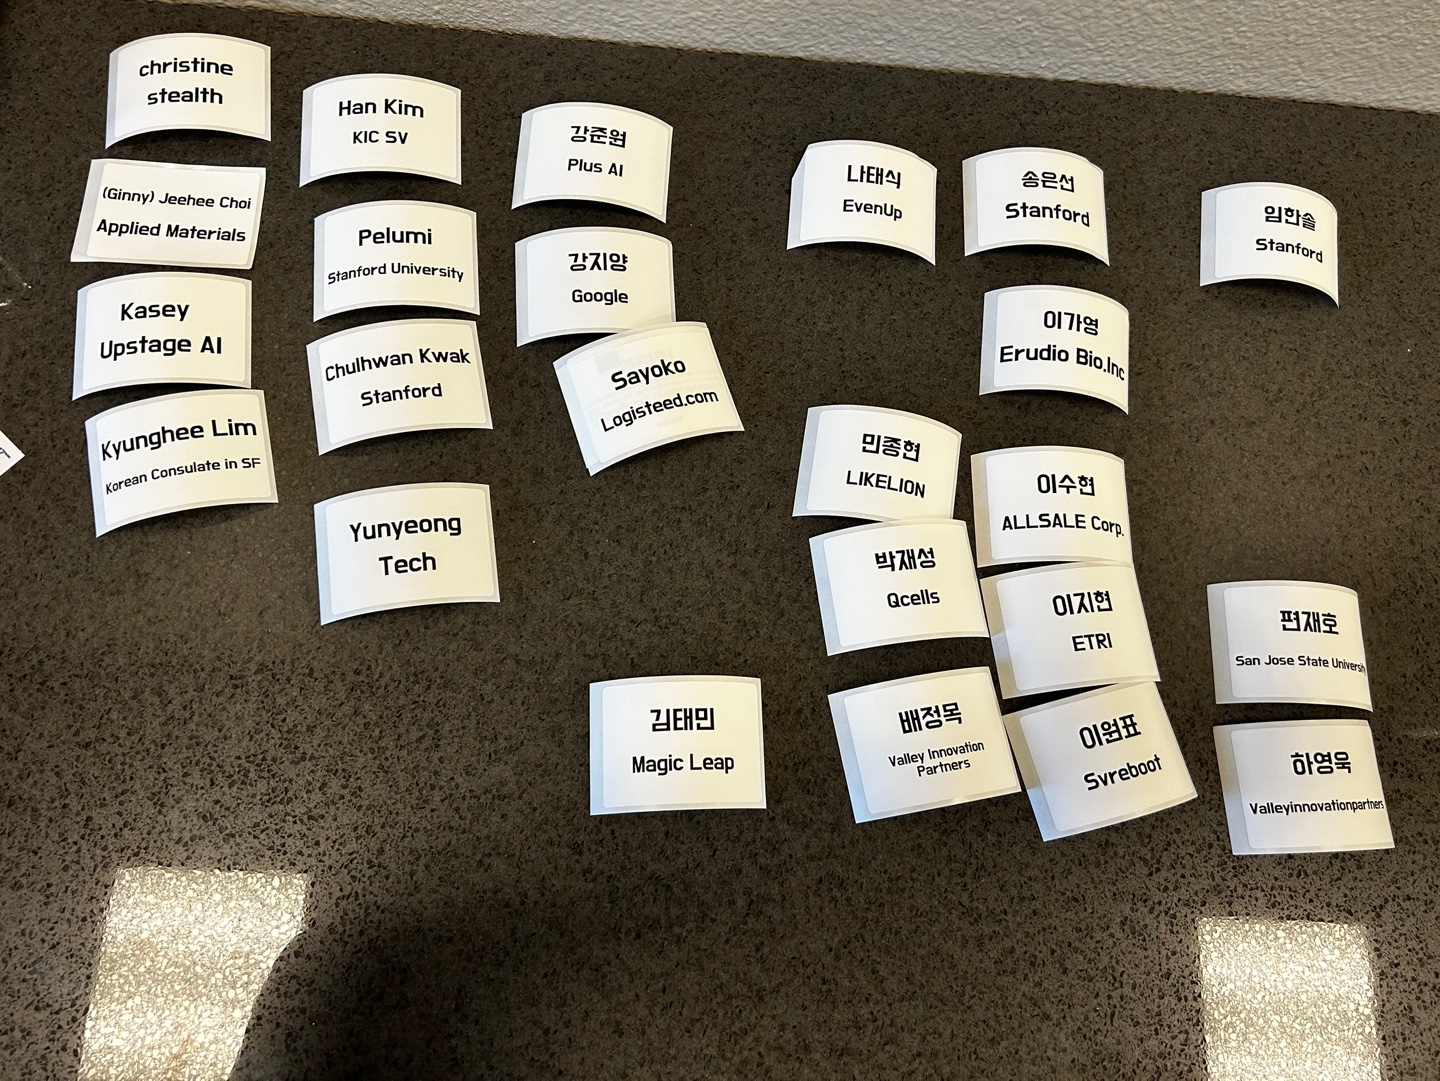 christine
stealth
(Ginny) Jeehee Choi
Applied Materials
Kasey
Upstage AI
Kyunghee Lim
Korean Consulate in SF
Han Kim
KIC SV
Pelumi
Stanford University
Chulhwan Kwak
Stanford
Yunyeong
Tech
강준원
Plus AI
강지양
Google
Sayoko
Logisteed.com
김태민
Magic Leap
나태식
EvenUp
민종현
LIKELION
박재성
Qcells
배정목
Valley Innovation
Partners
송은선
Stanford
이가영
Erudio Bio.Inc
이수현
ALLSALE Corp.
이지현
ETRI
이원표
Svreboot
임한솔
Stanford
편재호
San Jose State University
하영욱
Valleyinnovationpartners